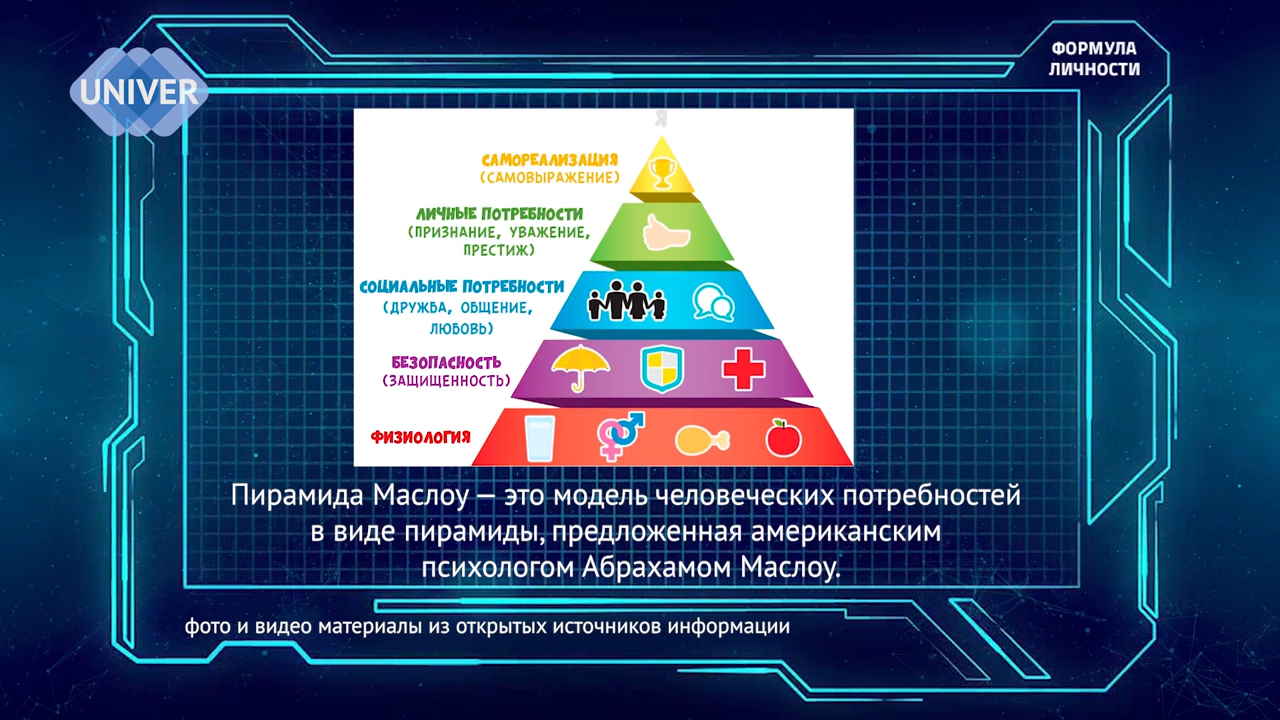 UNIVER
ФОРМУЛА
ЛИЧНОСТИ
Я
САМОРЕАЛИЗАЦИЯ
(САМОВЫРАЖЕНИЕ)
ЛИЧНЫЕ ПОТРЕБНОСТИ
(ПРИЗНАНИЕ, УВАЖЕНИЕ,
ПРЕСТИЖ)
СОЦИАЛЬНЫЕ ПОТРЕБНОСТИ
(ДРУЖБА, ОБЩЕНИЕ,
ЛЮБОВЬ)
БЕЗОПАСНОСТЬ
(ЗАЩИЩЕННОСТЬ)
ФИЗИОЛОГИЯ
Пирамида Маслоу — это модель человеческих потребностей
в виде пирамиды, предложенная американским
психологом Абрахамом Маслоу.
фото и видео материалы из открытых источников информации